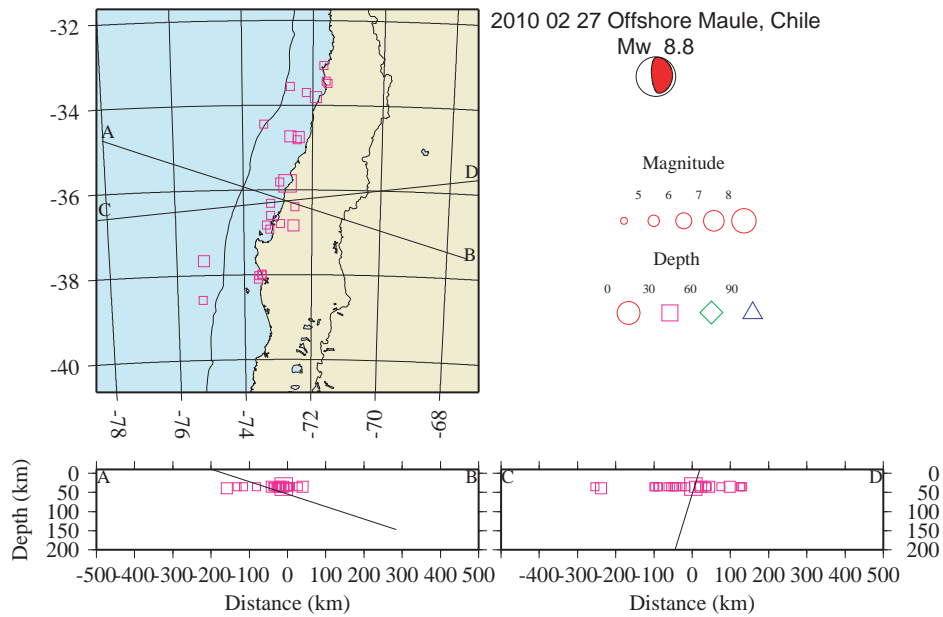 2010 02 27 Offshore Maule, Chile
Mw 8.8
-32
-34
-36
-38
-40
A
D
C
B
-78
-76
-74
-72
-70
-68
Magnitude
5 6 7 8
Depth
0 30 60 90
A B
C D
Depth (km)
0
50
100
150
200
0
50
100
150
200
-500 -400 -300 -200 -100 0 100 200 300 400 500
-400 -300 -200 -100 0 100 200 300 400 500
Distance (km)
Distance (km)
Depth (km)